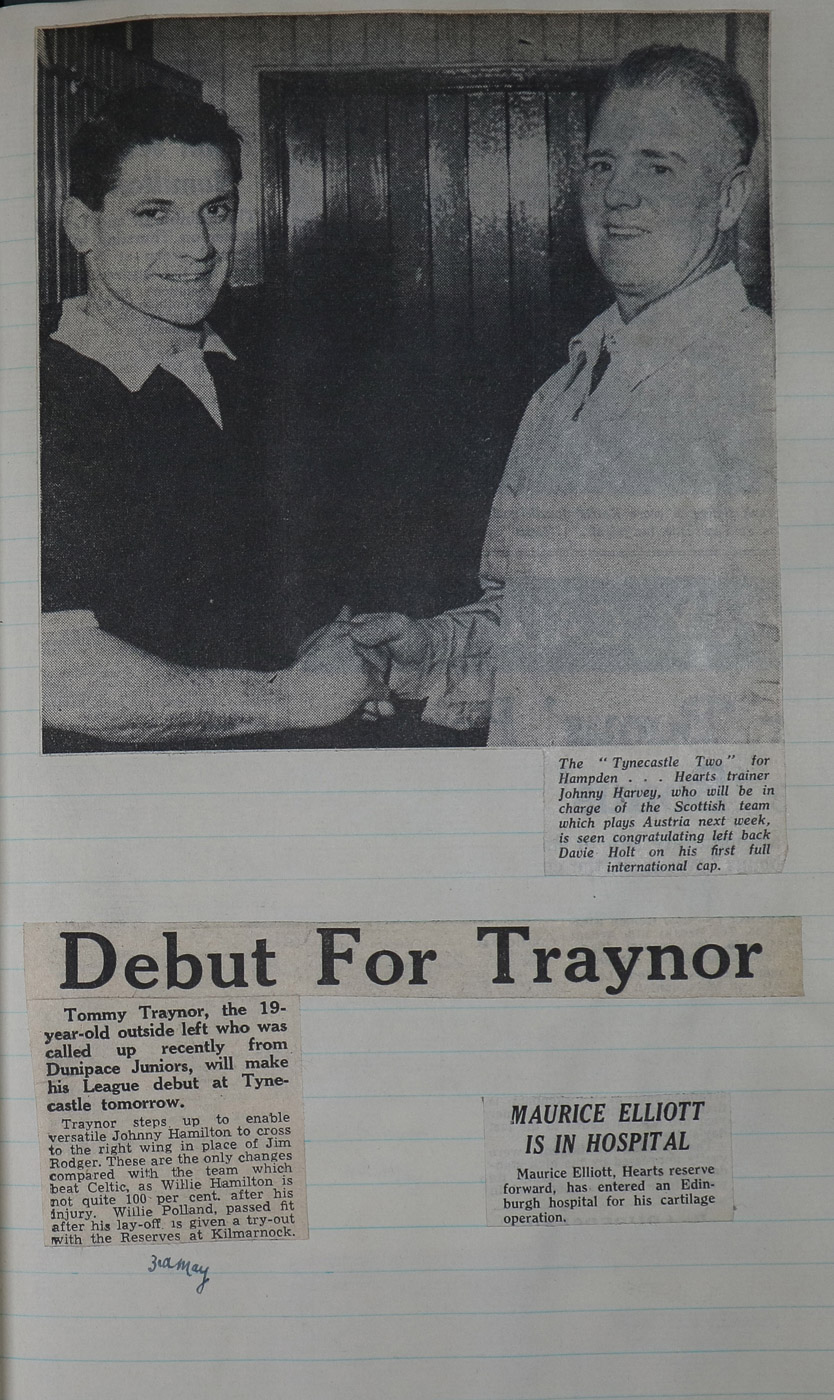 The "Tynecastle Two" for
Hampden . . . Hearts trainer
Johnny Harvey, who will be in
charge of the Scottish team
which plays Austria next week,
is seen congratulating left back
Davie Holt on his first full
international cap.
Debut For Traynor
Tommy Traynor, the 19-
year-old outside left who was
called up recently from
Dunipace Juniors, will make
his League debut at Tyne-
castle tomorrow.
Traynor steps up to enable
versatile Johnny Hamilton to cross
to the right wing in place of Jim
Rodger. These are the only changes
compared with the team which
beat Celtic, as Willie Hamilton is
not quite 100 per cent. after his
injury. Willie Polland, passed fit
after his lay-off is given a try-out
with the Reserves at Kilmarnock.
3rd May
MAURICE ELLIOTT
IS IN HOSPITAL
Maurice Elliott, Hearts reserve
forward, has entered an Edin-
burgh hospital for his cartilage
operation.